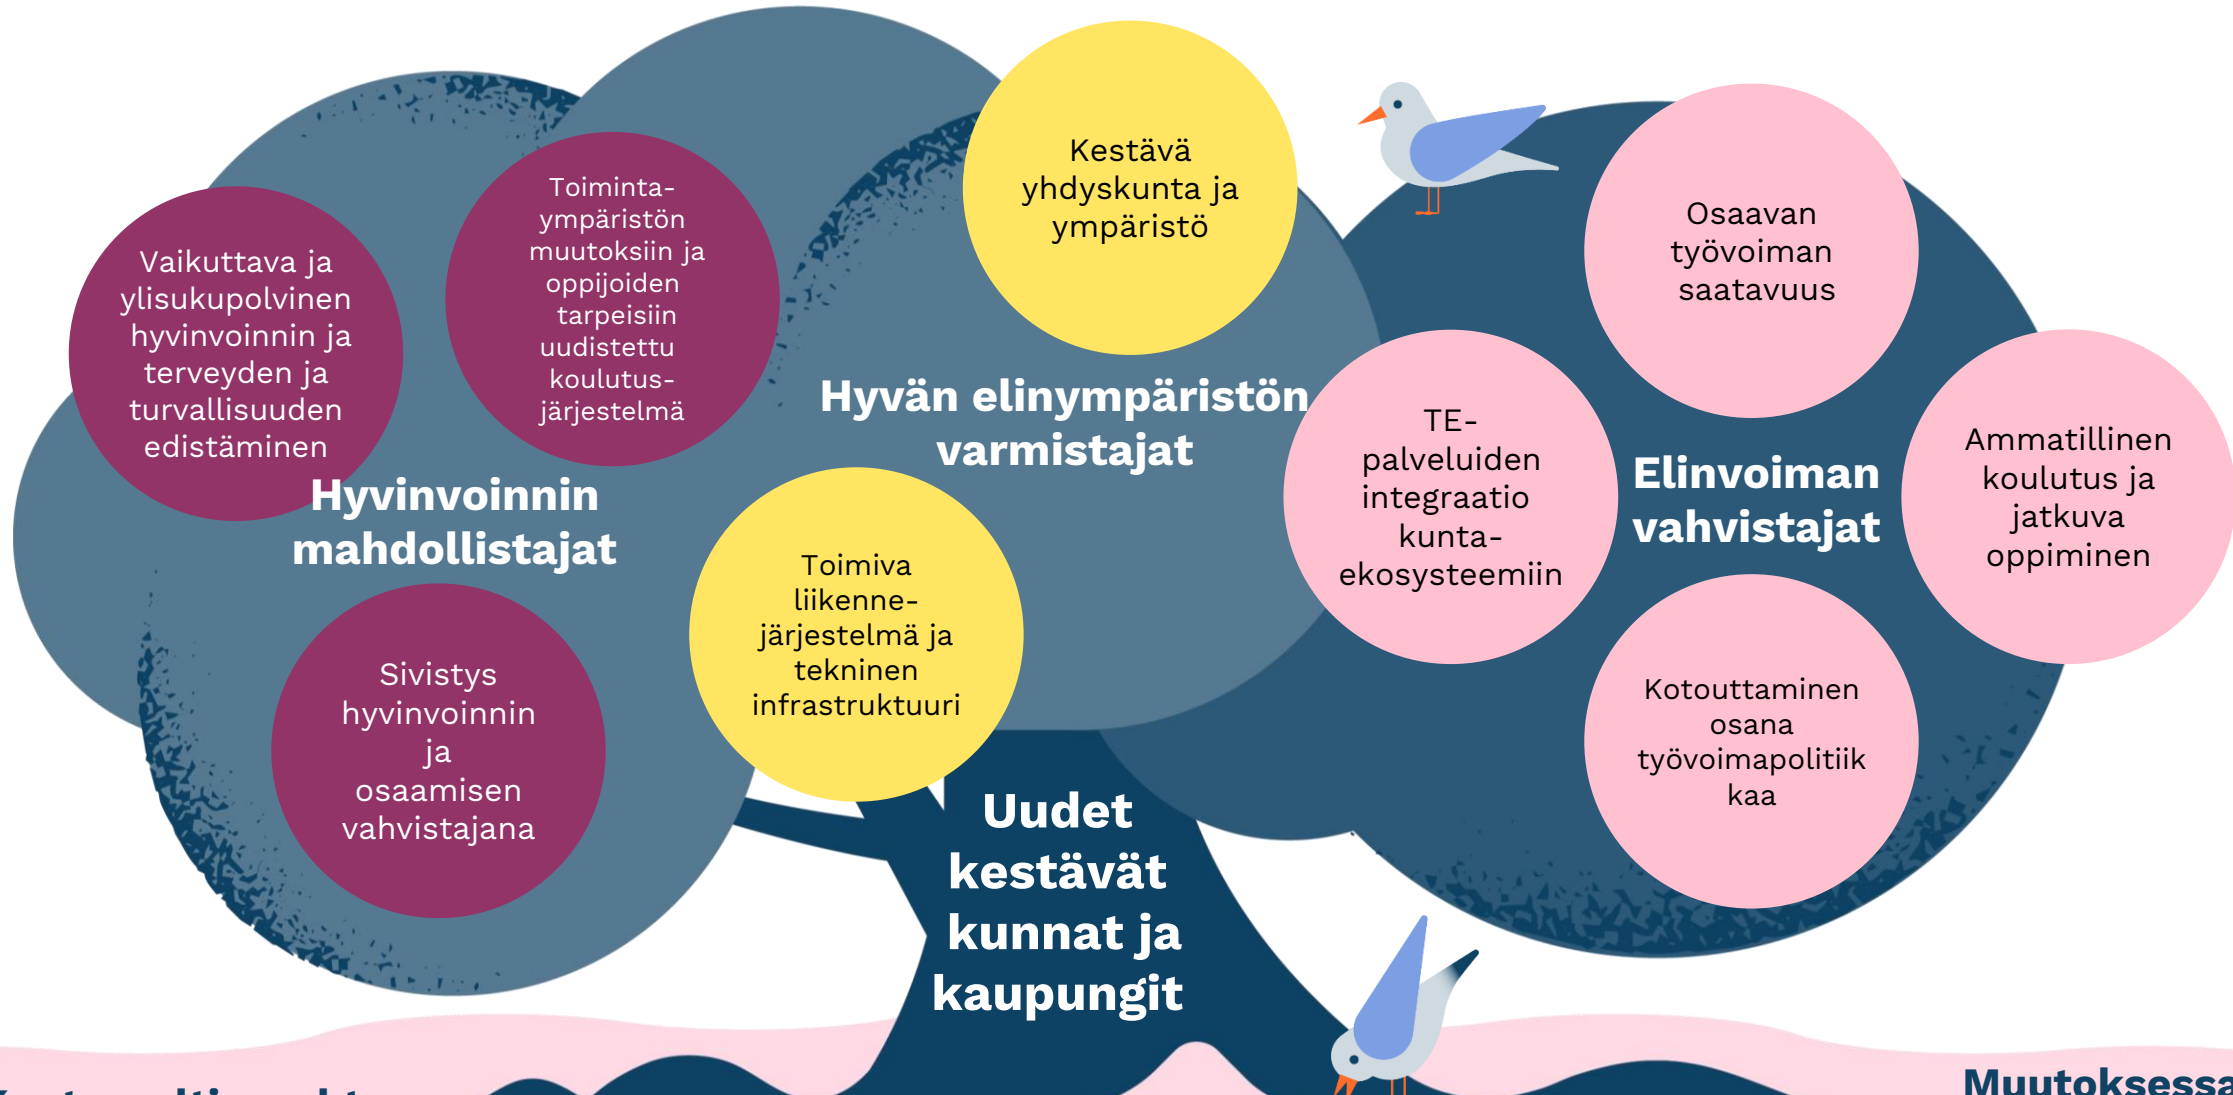 Vaikuttava ja
ylisukupolvinen
hyvinvoinnin ja
terveyden ja
turvallisuuden
edistäminen
Toiminta-
ympäristön
muutoksiin ja
oppijoiden
tarpeisiin
uudistettu
koulutus-
järjestelmä
Hyvinvoinnin
mahdollistajat
Sivistys
hyvinvoinnin
ja
osaamisen
vahvistajana
Kestävä
yhdyskunta ja
ympäristö
Hyvän elinympäristön
varmistajat
Toimiva
liikenne-
järjestelmä ja
tekninen
infrastruktuuri
Osaavan
työvoiman
saatavuus
TE-
palveluiden
integraatio
kunta-
ekosysteemiin
Elinvoiman
vahvistajat
Ammatillinen
koulutus ja
jatkuva
oppiminen
Kotouttaminen
osana
työvoimapolitiik
kaa
Uudet
kestävät
kunnat ja
kaupungit
Muutoksessa